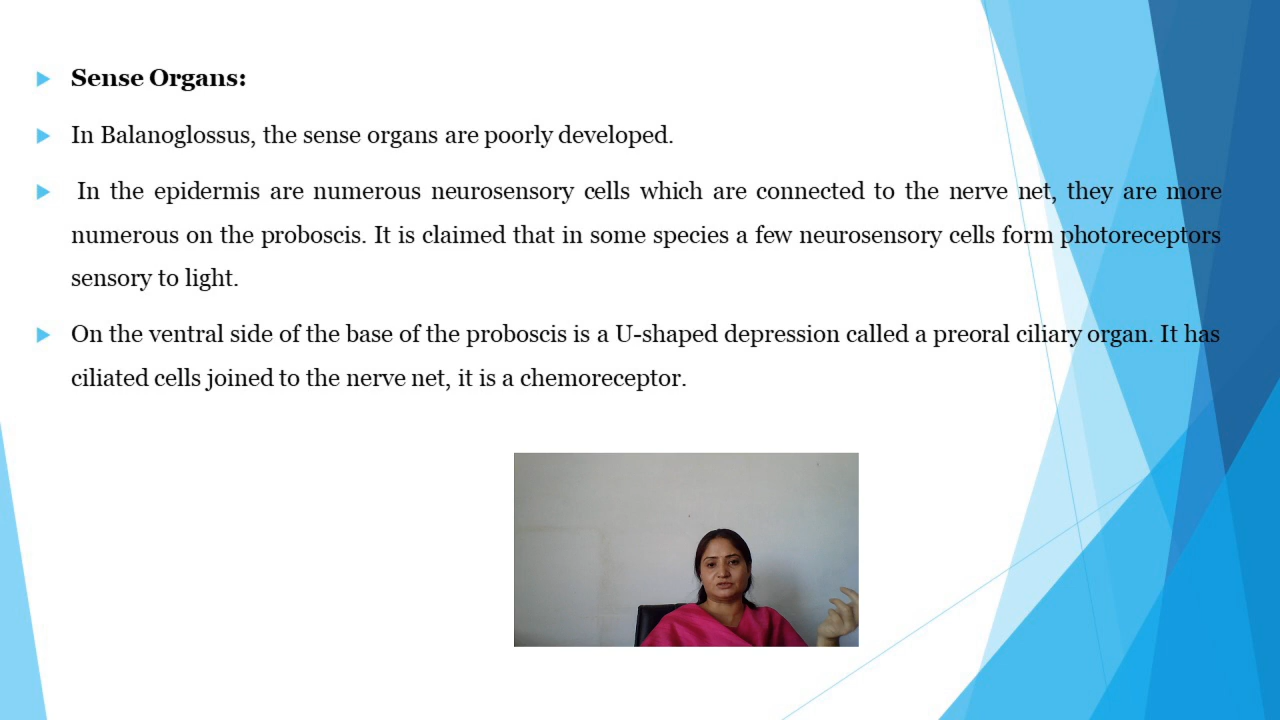 Sense Organs:
In Balanoglossus, the sense organs are poorly developed.
In the epidermis are numerous neurosensory cells which are connected to the nerve net, they are more
numerous on the proboscis. It is claimed that in some species a few neurosensory cells form photoreceptors
sensory to light.
On the ventral side of the base of the proboscis is a U-shaped depression called a preoral ciliary organ. It has
ciliated cells joined to the nerve net, it is a chemoreceptor.